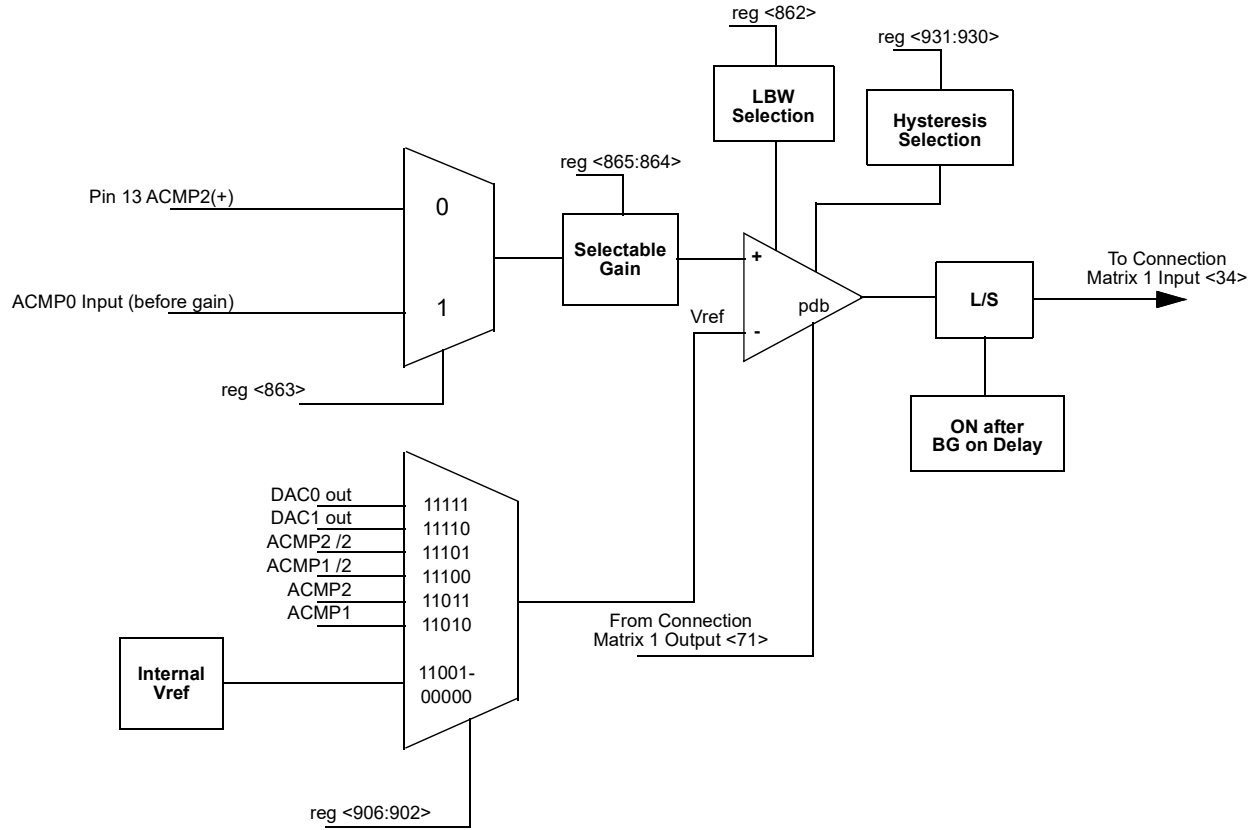 reg <862>
reg <931:930>
LBW
Selection
Hysteresis
Selection
reg <865:864>
Pin 13 ACMP2(+)
0
Selectable
Gain
+
To Connection
Matrix 1 Input <34>
ACMP0 Input (before gain)
1
pdb
L/S
Vref
-
reg <863>
ON after
BG on Delay
DAC0 out
11111
DAC1 out
11110
ACMP2 /2
11101
ACMP1 /2
11100
ACMP2
11011
ACMP1
11010
From Connection
Matrix 1 Output <71>
Internal
Vref
11001-
00000
reg <906:902>